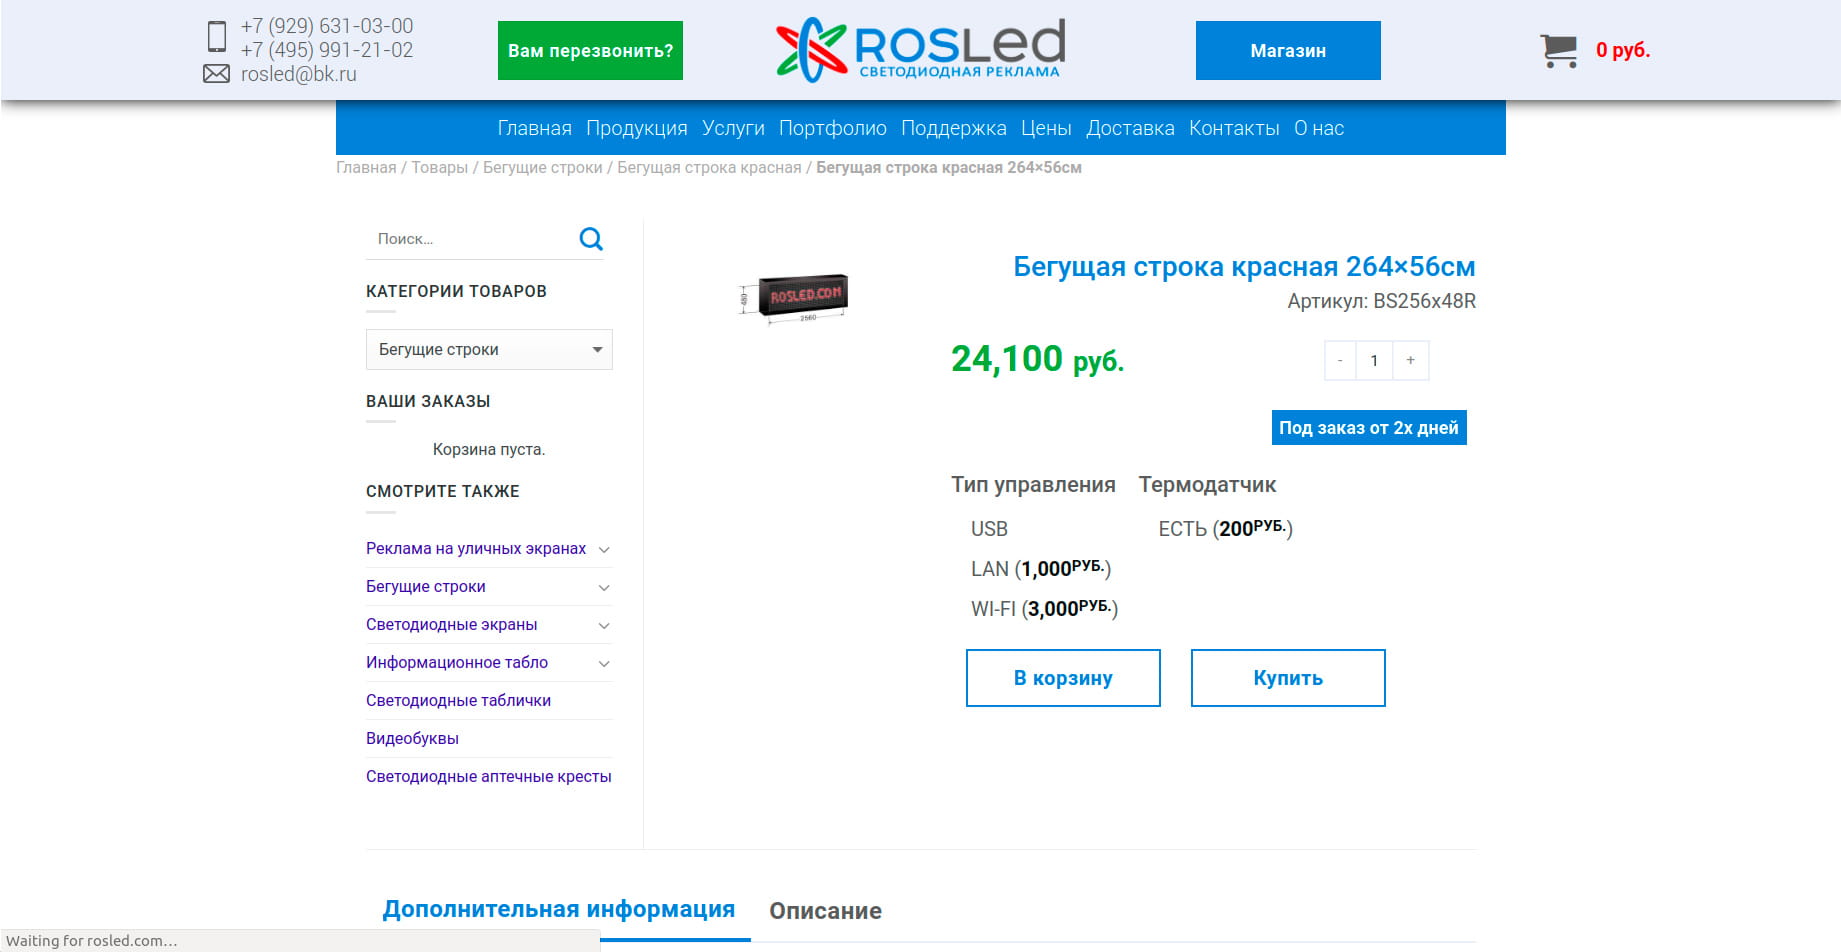 +7 (929) 631-03-00
+7 (495) 991-21-02
rosled@bk.ru
Вам перезвонить?
ROSLed
СВЕТОДИОДНАЯ РЕКЛАМА
Магазин
0 руб.
Главная Продукция Услуги Портфолио Поддержка Цены Доставка Контакты О нас
Главная / Товары / Бегущие строки / Бегущая строка красная / Бегущая строка красная 264×56см
Поиск...
КАТЕГОРИИ ТОВАРОВ
Бегущие строки
ВАШИ ЗАКАЗЫ
Корзина пуста.
СМОТРИТЕ ТАКЖЕ
Реклама на уличных экранах
Бегущие строки
Светодиодные экраны
Информационное табло
Светодиодные таблички
Видеобуквы
Светодиодные аптечные кресты
ROSLED.COM
480
2560
Бегущая строка красная 264×56см
Артикул: BS256x48R
24,100 руб.
- 1 +
Под заказ от 2х дней
Тип управления Термодатчик
USB ЕСТЬ (200РУБ.)
LAN (1,000РУБ.)
WI-FI (3,000РУБ.)
В корзину Купить
Дополнительная информация Описание
Waiting for rosled.com...